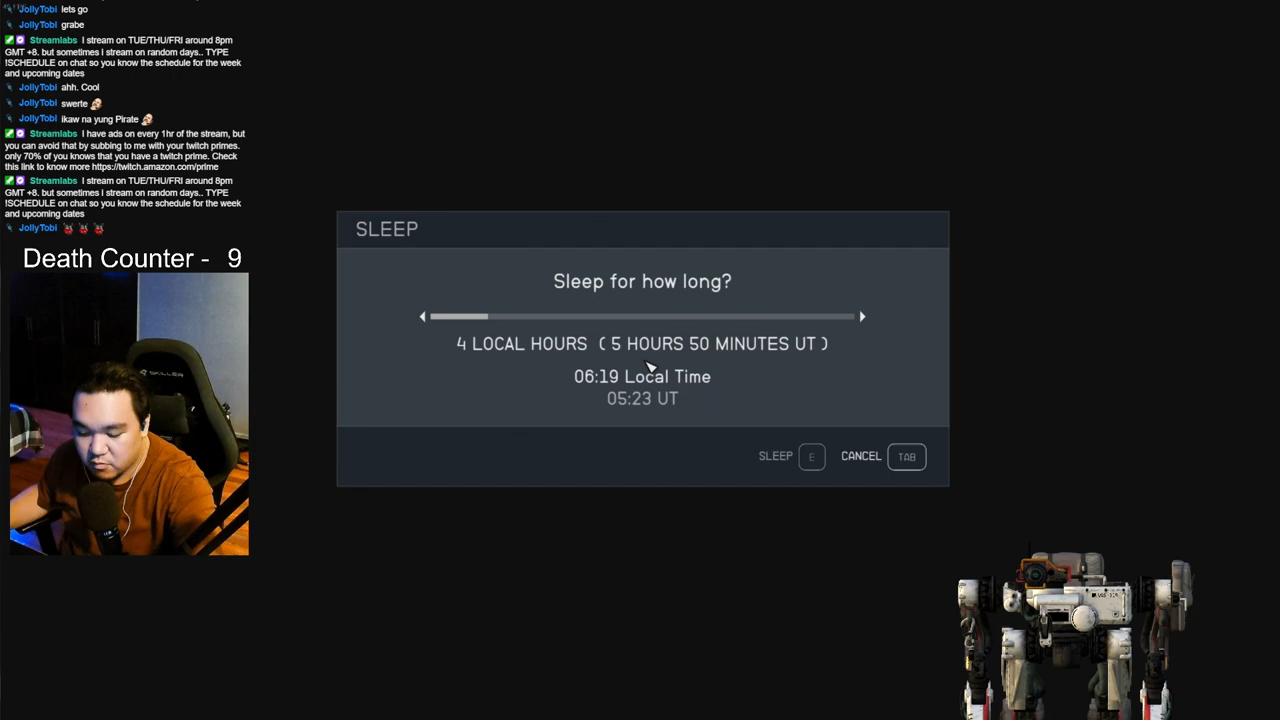 JollyTobi lets go
JollyTobi grabe
Streamlabs I stream on TUE/THU/FRI around 8pm
GMT +8. but sometimes i stream on random days.. TYPE
!SCHEDULE on chat so you know the schedule for the week
and upcoming dates
JollyTobi ahh. Cool
JollyTobi swerte
JollyTobi ikaw na yung Pirate
Streamlabs I have ads on every 1hr of the stream, but
you can avoid that by subbing to me with your twitch primes.
only 70% of you knows that you have a twitch prime. Check
this link to know more https://twitch.amazon.com/prime
Streamlabs I stream on TUE/THU/FRI around 8pm
GMT +8. but sometimes i stream on random days.. TYPE
!SCHEDULE on chat so you know the schedule for the week
and upcoming dates
JollyTobi
Death Counter - 9
SKILLER
SLEEP
Sleep for how long?
4 LOCAL HOURS ( 5 HOURS 50 MINUTES UT )
06:19 Local Time
05:23 UT
SLEEP E CANCEL TAB